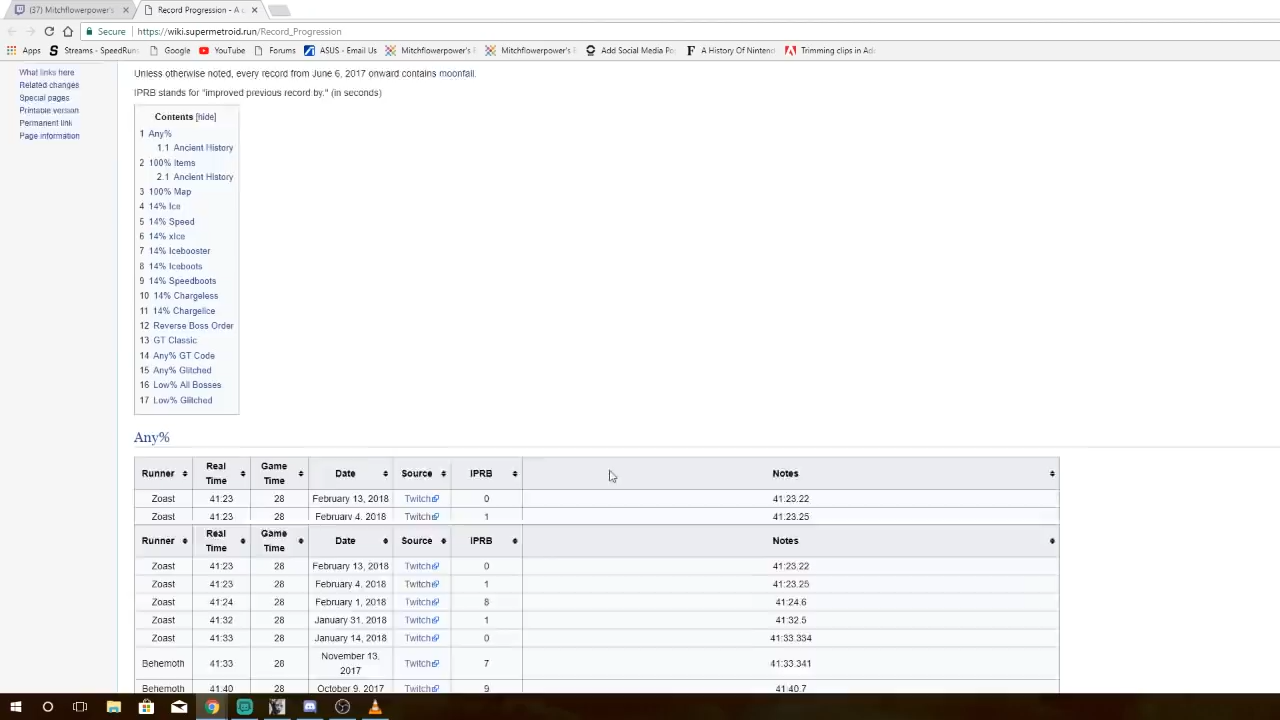 (37) Mitchflowerpower's
Record Progression - A c
Secure https://wiki.supermetroid.run/Record_Progression
Apps Streams - SpeedRuns Google YouTube Forums ASUS - Email Us Mitchflowerpower's E Mitchflowerpower's E Add Social Media Po A History Of Nintend Trimming clips in Ado
What links here
Related changes
Special pages
Printable version
Permanent link
Page information
Unless otherwise noted, every record from June 6, 2017 onward contains moonfall.
IPRB stands for "improved previous record by." (in seconds)
Contents [hide]
1 Any%
1.1 Ancient History
2 100% Items
2.1 Ancient History
3 100% Map
4 14% Ice
5 14% Speed
6 14% xIce
7 14% Icebooster
8 14% Iceboots
9 14% Speedboots
10 14% Chargeless
11 14% ChargeIce
12 Reverse Boss Order
13 GT Classic
14 Any% GT Code
15 Any% Glitched
16 Low% All Bosses
17 Low% Glitched
Any%
Runner Real Time Game Time Date Source IPRB Notes
Zoast 41:23 28 February 13, 2018 Twitch 0 41:23.22
Zoast 41:23 28 February 4, 2018 Twitch 1 41:23.25
Runner Real Time Game Time Date Source IPRB Notes
Zoast 41:23 28 February 13, 2018 Twitch 0 41:23.22
Zoast 41:23 28 February 4, 2018 Twitch 1 41:23.25
Zoast 41:24 28 February 1, 2018 Twitch 8 41:24.6
Zoast 41:32 28 January 31, 2018 Twitch 1 41:32.5
Zoast 41:33 28 January 14, 2018 Twitch 0 41:33.334
Behemoth 41:33 28 November 13, 2017 Twitch 7 41:33.341
Behemoth 41:40 28 October 9, 2017 Twitch 9 41:40.7